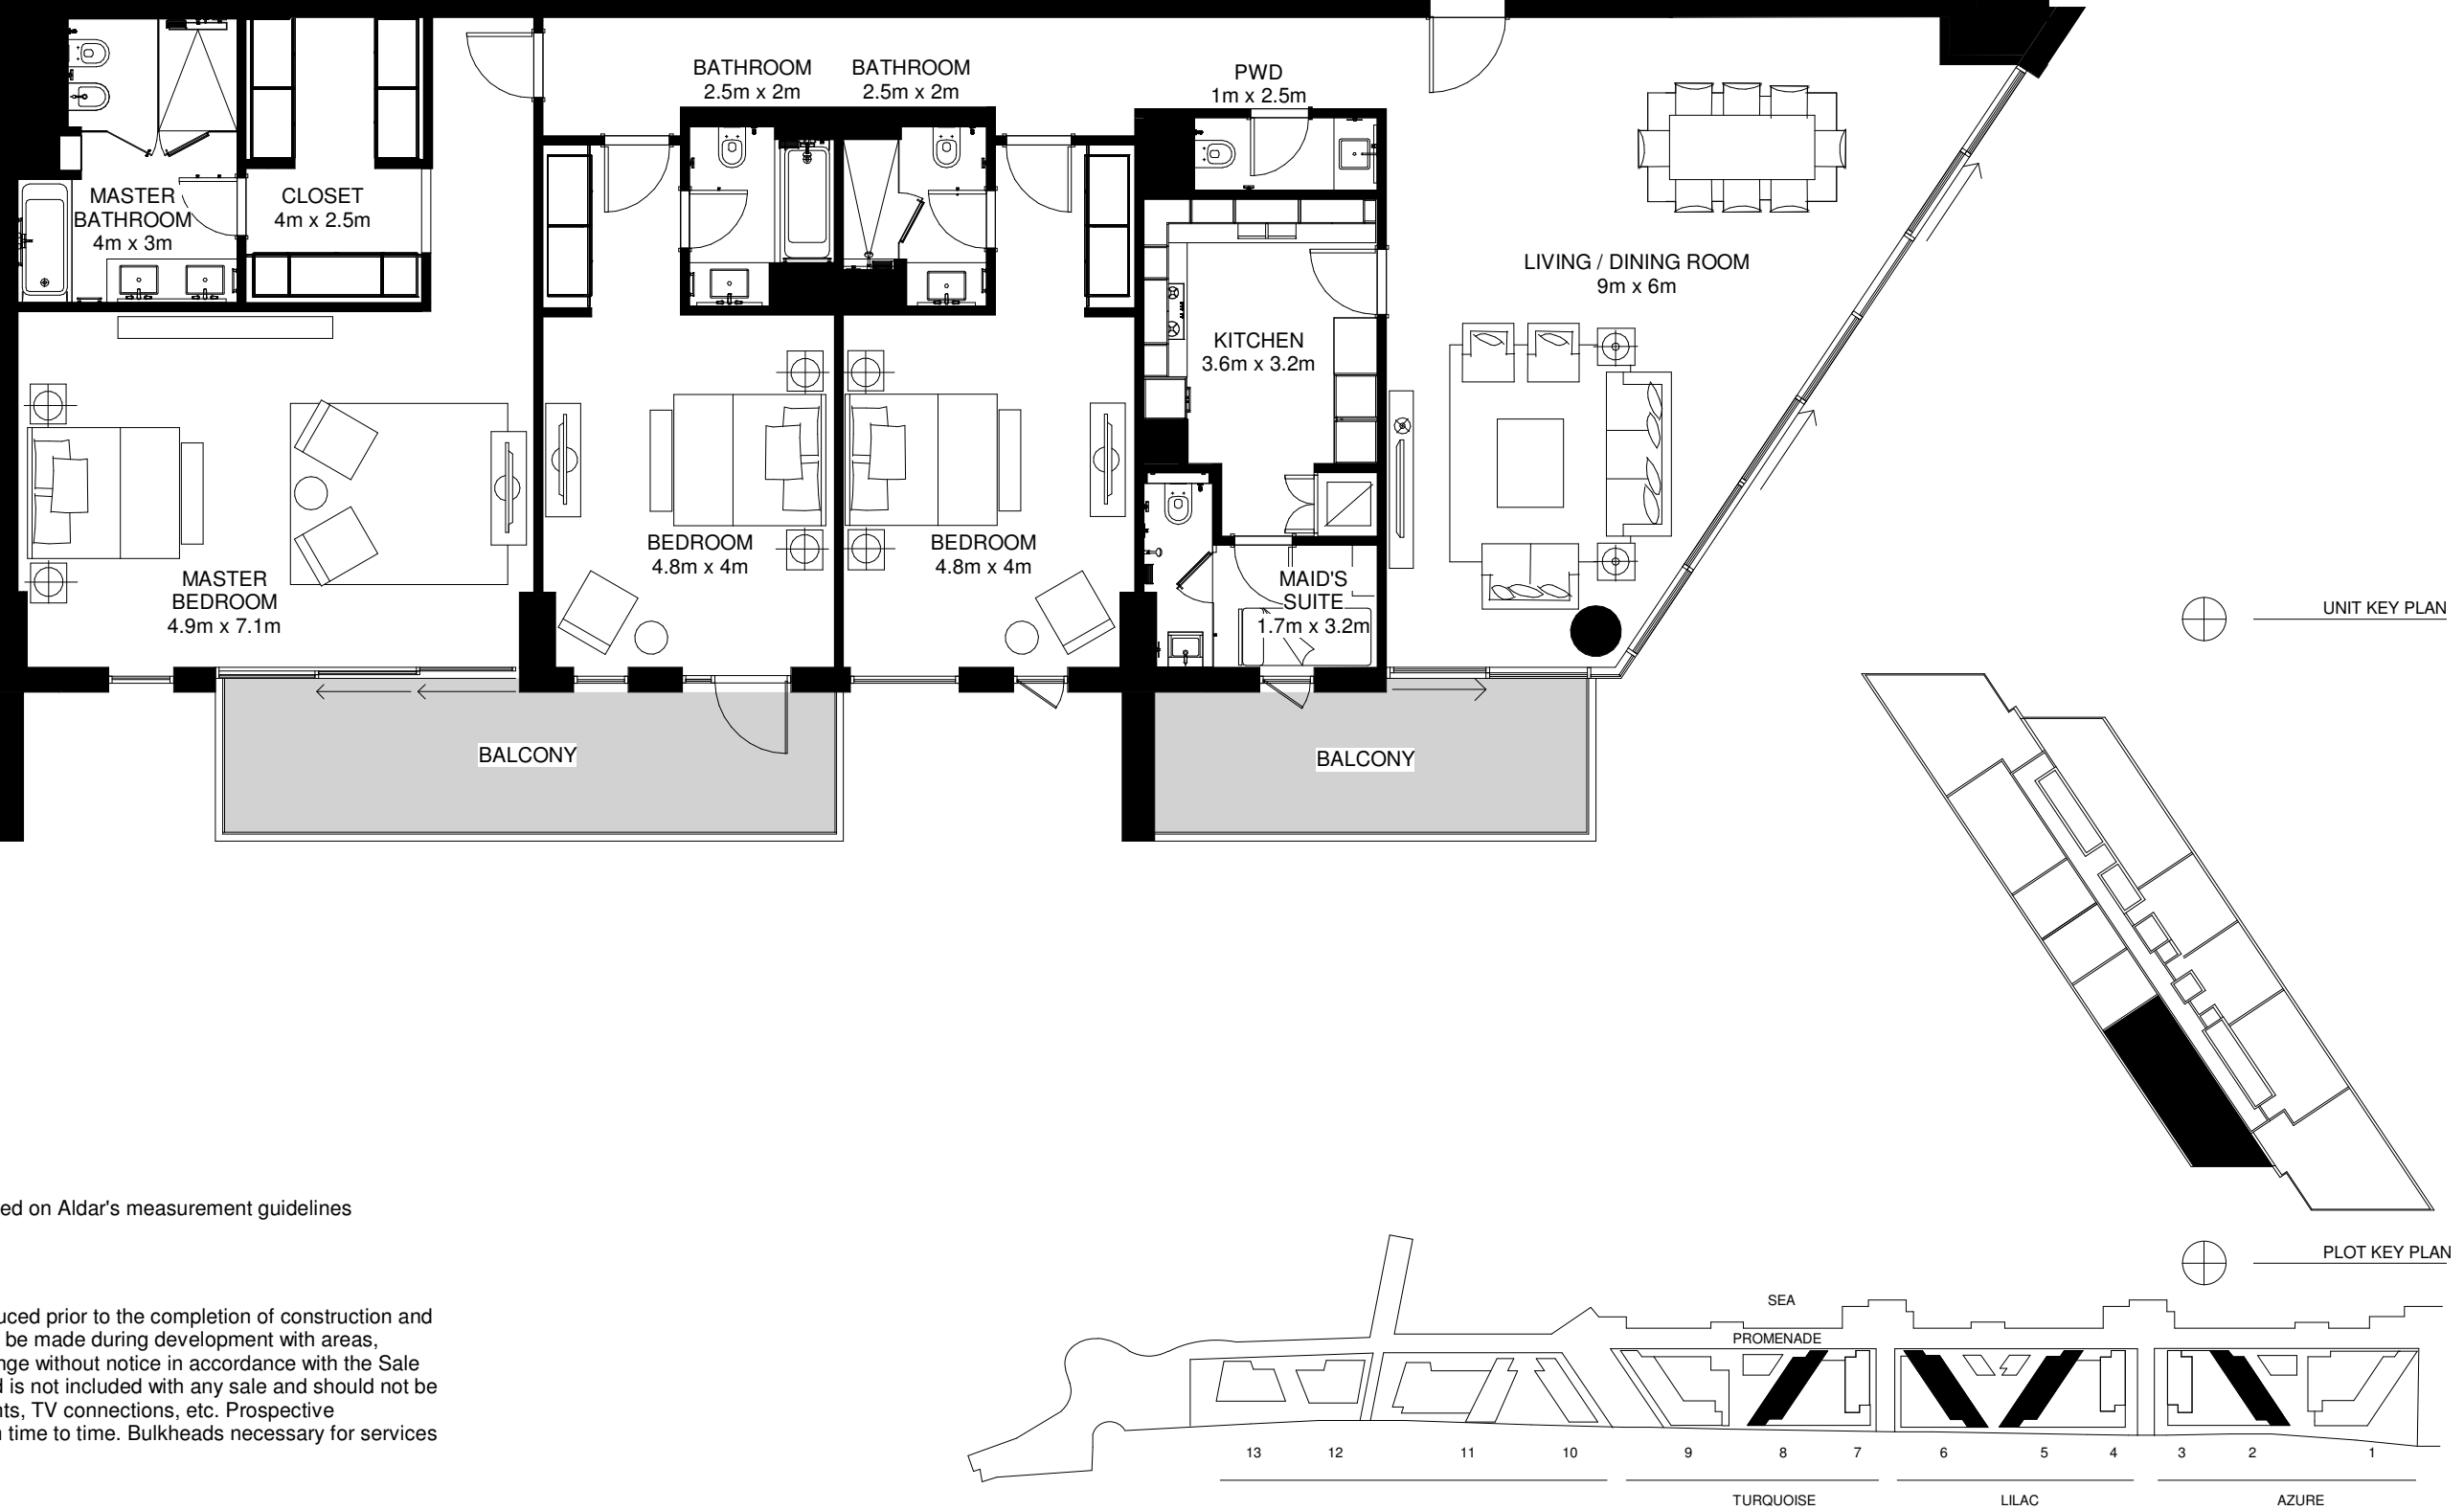 BATHROOM
2.5m x 2m
BATHROOM
2.5m x 2m
PWD
1m x 2.5m
MASTER
BATHROOM
4m x 3m
CLOSET
4m x 2.5m
LIVING / DINING ROOM
9m x 6m
KITCHEN
3.6m x 3.2m
BEDROOM
4.8m x 4m
BEDROOM
4.8m x 4m
MASTER
BEDROOM
4.9m x 7.1m
MAID'S
SUITE
1.7m x 3.2m
UNIT KEY PLAN
BALCONY
BALCONY
ed on Aldar's measurement guidelines
PLOT KEY PLAN
uced prior to the completion of construction and
be made during development with areas,
nge without notice in accordance with the Sale
d is not included with any sale and should not be
nts, TV connections, etc. Prospective
n time to time. Bulkheads necessary for services
SEA
PROMENADE
13 12 11 10 9 8 7 6 5 4 3 2 1
TURQUOISE LILAC AZURE